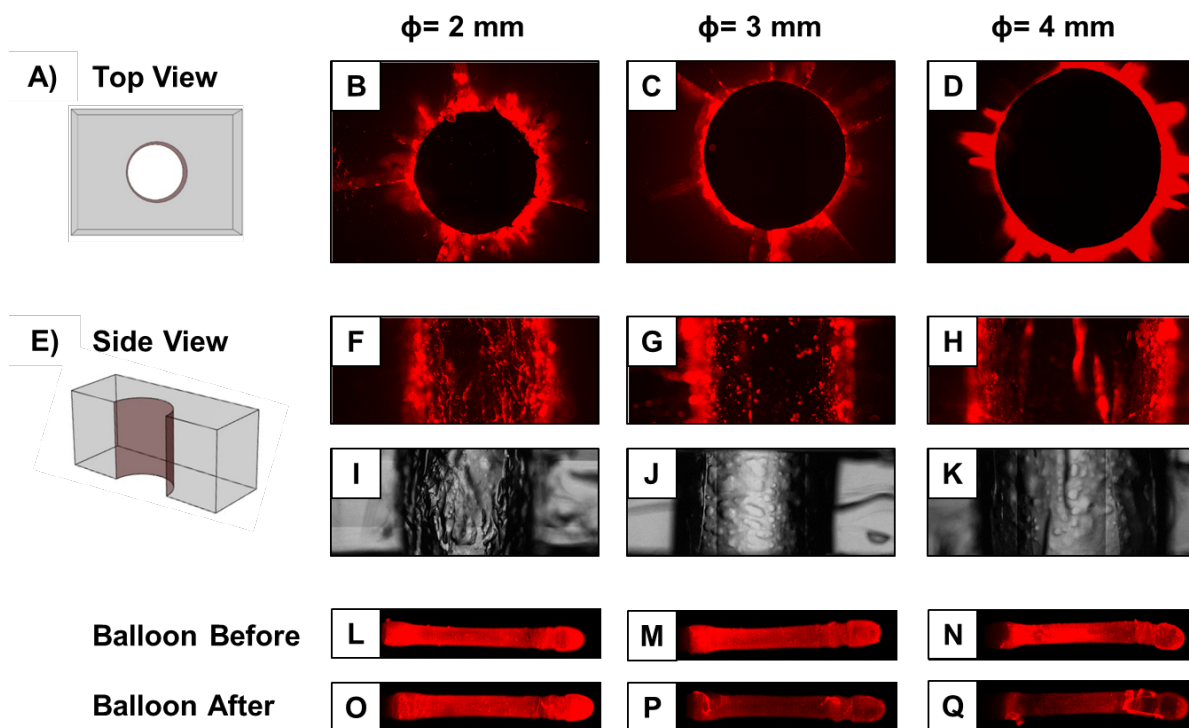 ϕ= 2 mm ϕ= 3 mm ϕ= 4 mm
A) Top View B C D
E) Side View F G H
I J K
Balloon Before L M N
Balloon After O P Q